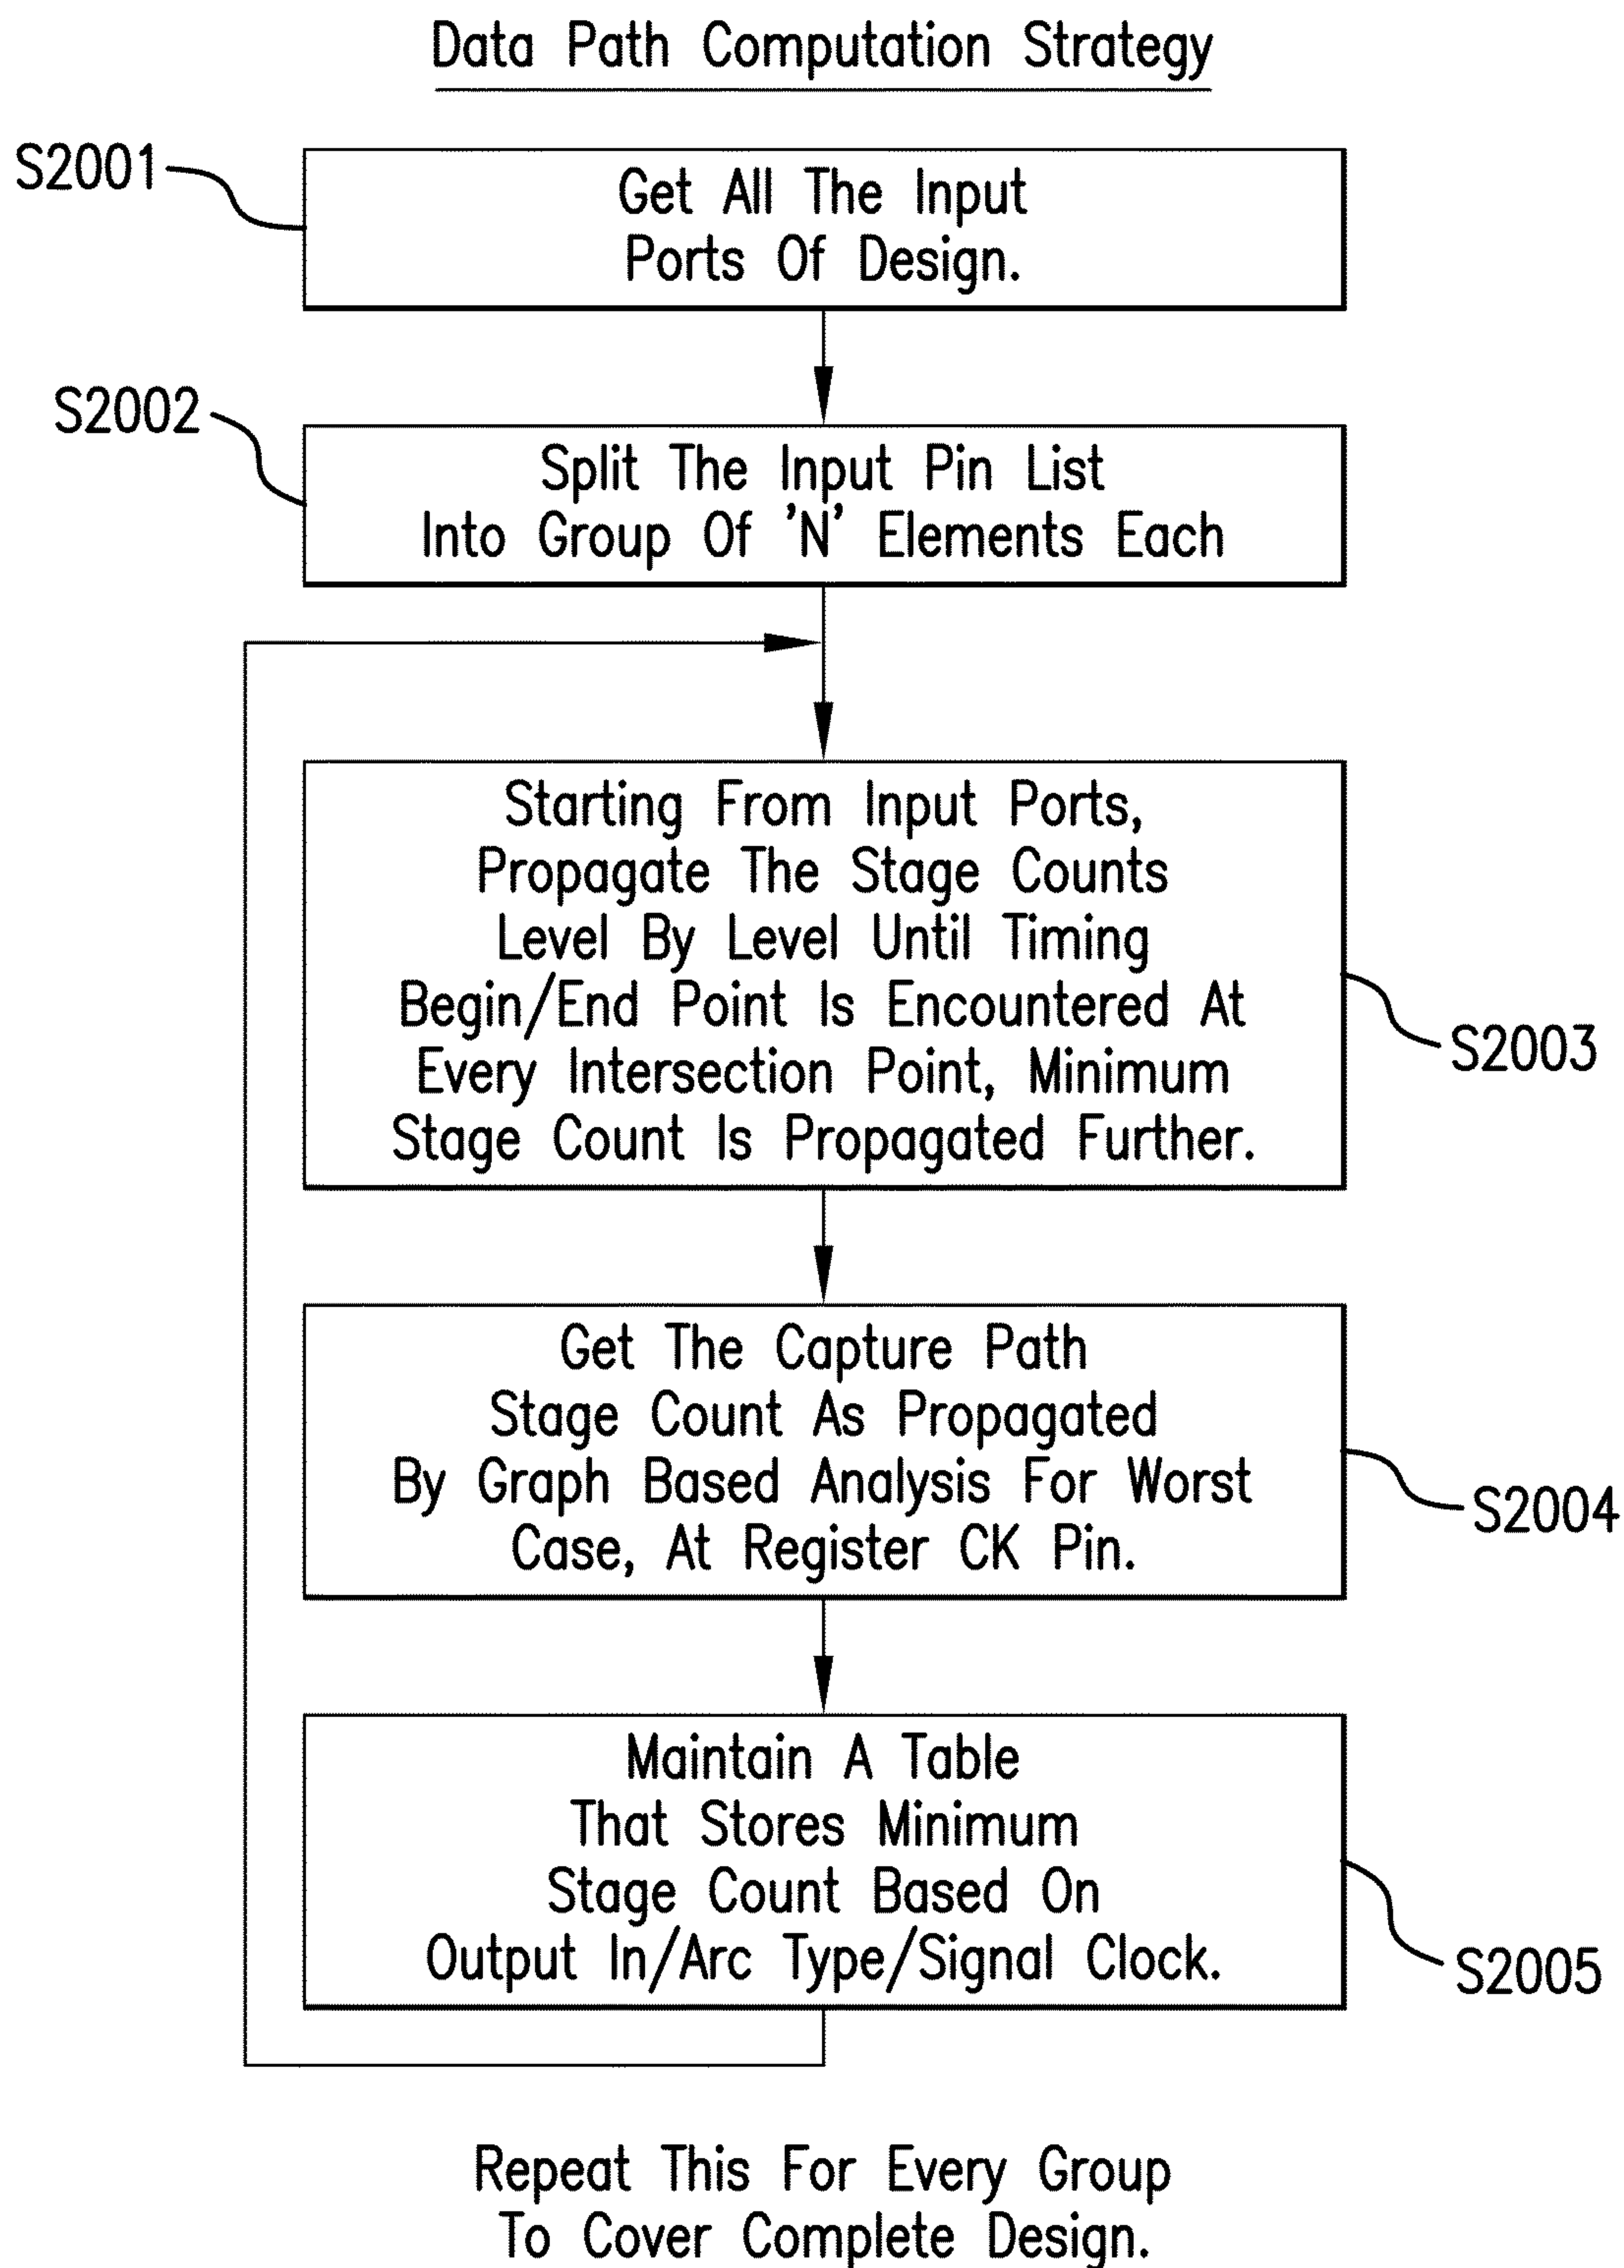 Data Path Computation Strategy
S2001
Get All The Input
Ports Of Design.
S2002
Split The Input Pin List
Into Group Of 'N' Elements Each
Starting From Input Ports,
Propagate The Stage Counts
Level By Level Until Timing
Begin/End Point Is Encountered At
Every Intersection Point, Minimum
Stage Count Is Propagated Further.
S2003
Get The Capture Path
Stage Count As Propagated
By Graph Based Analysis For Worst
Case, At Register CK Pin.
S2004
Maintain A Table
That Stores Minimum
Stage Count Based On
Output In/Arc Type/Signal Clock.
S2005
Repeat This For Every Group
To Cover Complete Design.